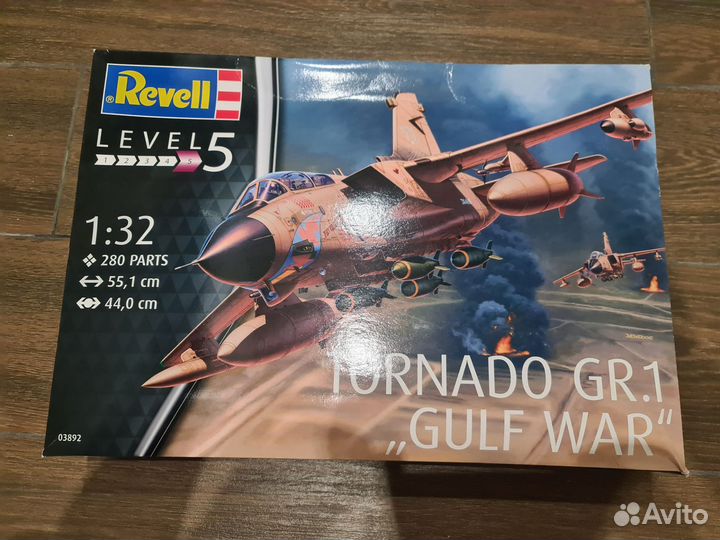 ® Revell
LEVEL 5
1 2 3 4 5
1:32
280 PARTS
55,1 cm
44,0 cm
TORNADO GR.1
„GULF WAR“
03892
Avito